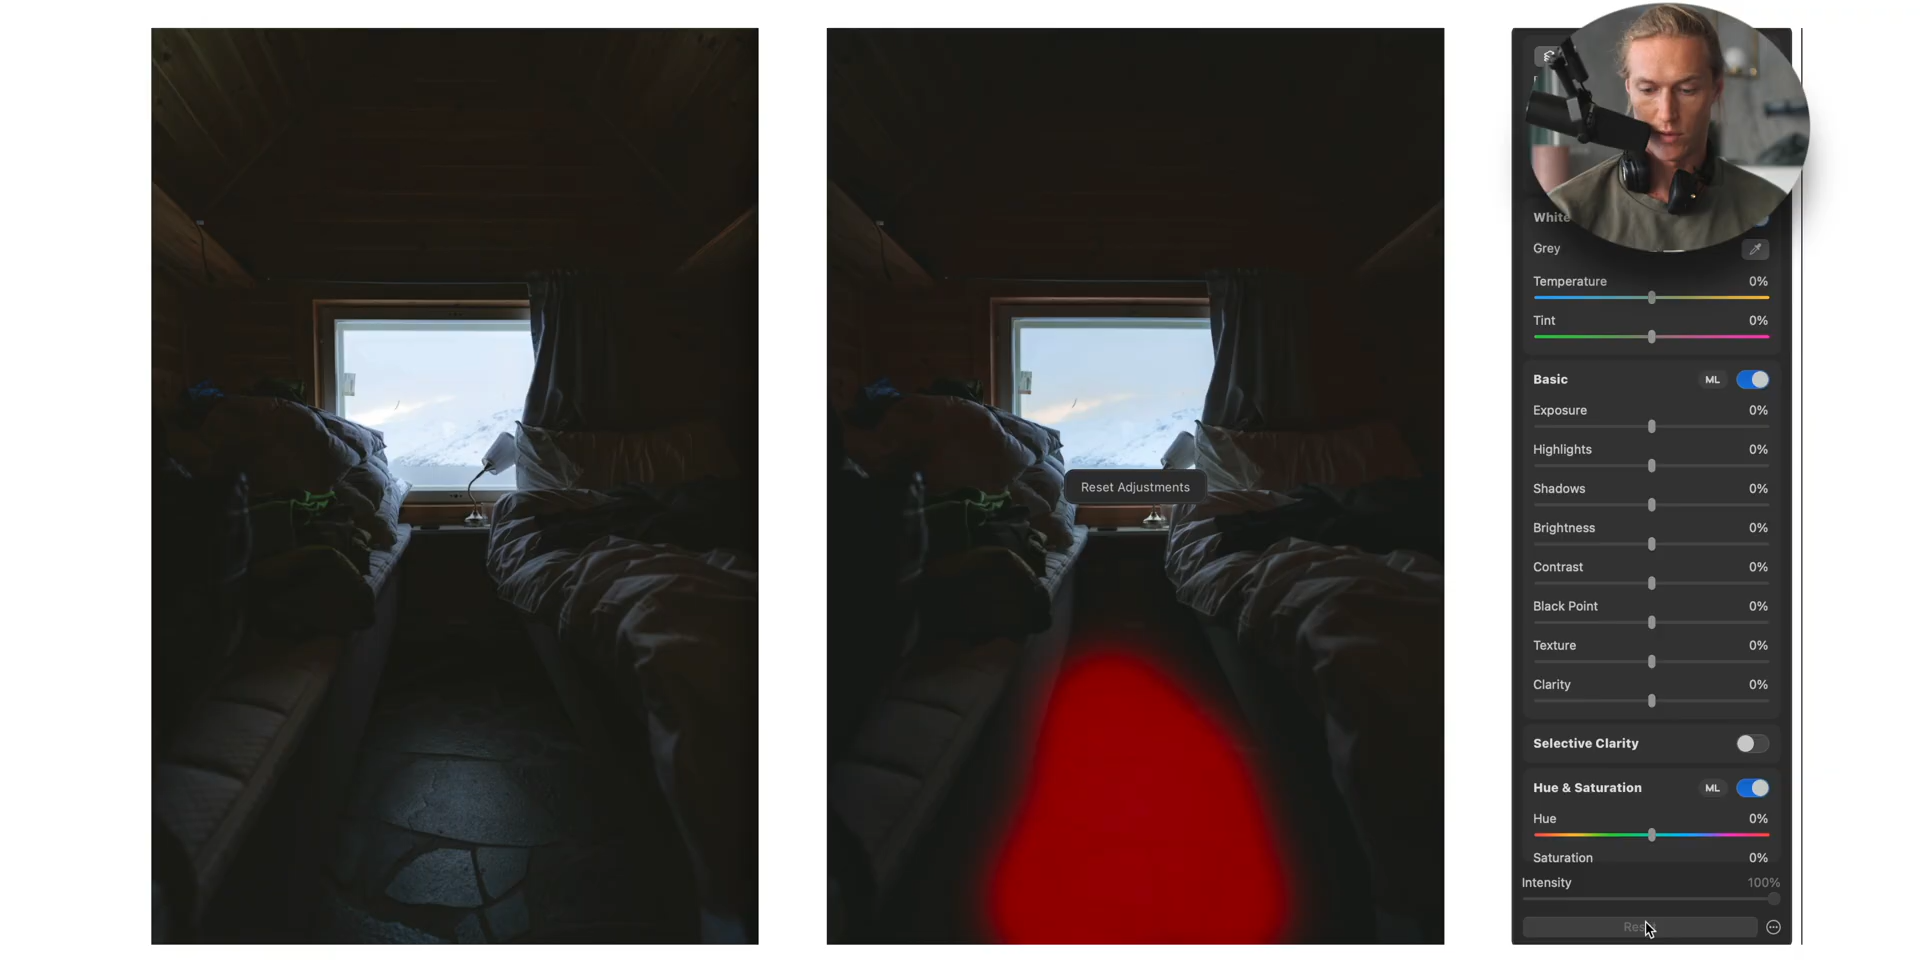 White
Grey
Temperature 0%
Tint 0%
Basic ML
Exposure 0%
Highlights 0%
Shadows 0%
Reset Adjustments
Brightness 0%
Contrast 0%
Black Point 0%
Texture 0%
Clarity 0%
Selective Clarity
Hue & Saturation ML
Hue 0%
Saturation 0%
Intensity 100%